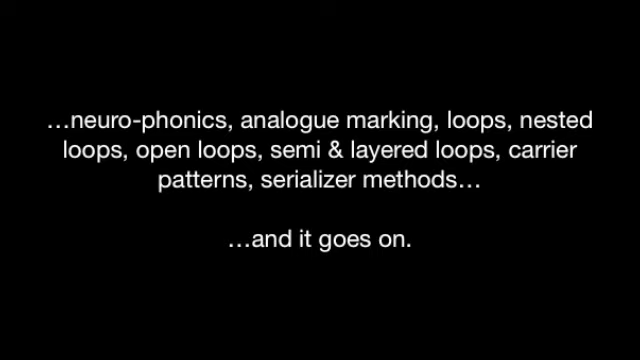 …neuro-phonics, analogue marking, loops, nested
loops, open loops, semi & layered loops, carrier
patterns, serializer methods…
…and it goes on.